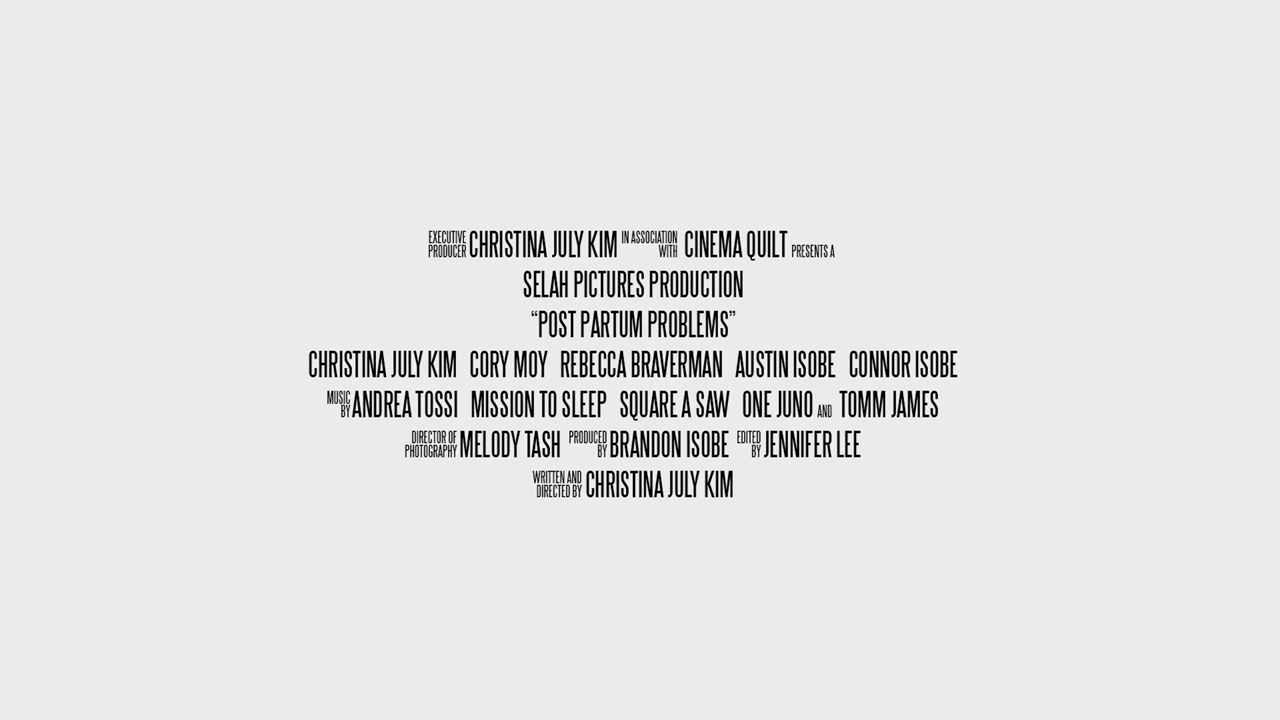 EXECUTIVE PRODUCER CHRISTINA JULY KIM IN ASSOCIATION WITH CINEMA QUILT PRESENTS A
SELAH PICTURES PRODUCTION
“POST PARTUM PROBLEMS”
CHRISTINA JULY KIM CORY MOY REBECCA BRAVERMAN AUSTIN ISOBE CONNOR ISOBE
MUSIC BY ANDREA TOSSI MISSION TO SLEEP SQUARE A SAW ONE JUNO AND TOMM JAMES
DIRECTOR OF PHOTOGRAPHY MELODY TASH PRODUCED BY BRANDON ISOBE EDITED BY JENNIFER LEE
WRITTEN AND DIRECTED BY CHRISTINA JULY KIM